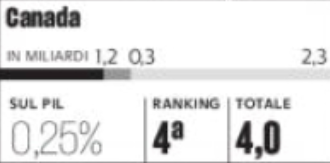 Canada
IN MILIARDI 1,2 0,3 2,3
SUL PIL RANKING TOTALE
0,25% 4ª 4,0